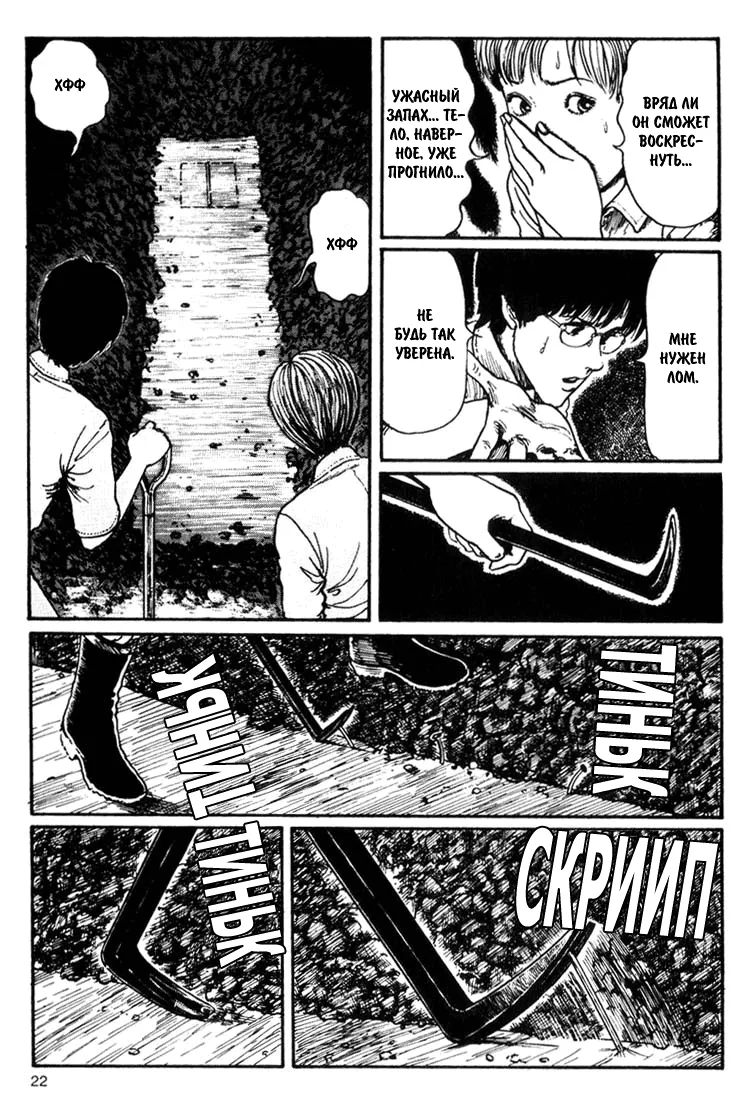 ХФФ
ХФФ
УЖАСНЫЙ
ЗАПАХ... ТЕ-
ЛО, НАВЕР-
НОЕ, УЖЕ
ПРОГНИЛО...
ВРЯД ЛИ
ОН СМОЖЕТ
ВОСКРЕС-
НУТЬ...
НЕ
БУДЬ ТАК
УВЕРЕНА.
МНЕ
НУЖЕН
ЛОМ.
ТИНЬК
ТИНЬК
ТИНЬК
СКРИИП
22